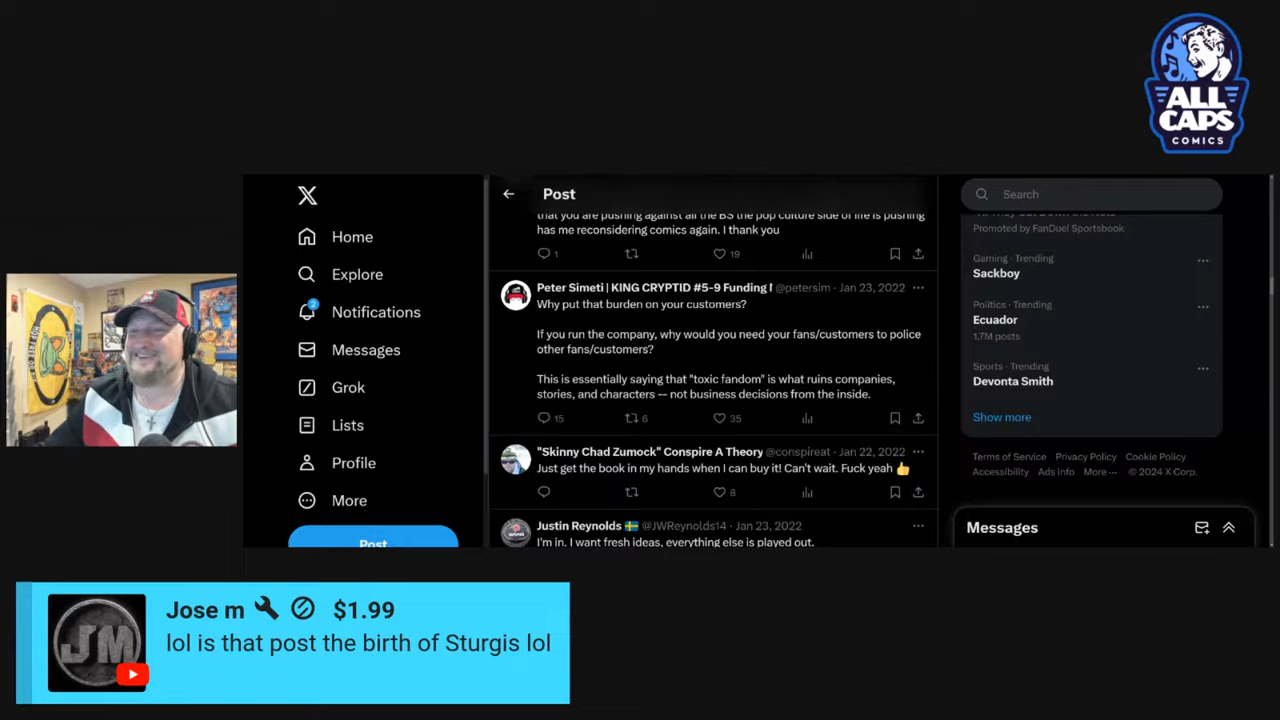 ALL
CAPS
COMICS
Post
Search
that you are pushing against all the BS the pop culture side of life is pushing
has me reconsidering comics again. I thank you
1
19
Promoted by FanDuel Sportsbook
Home
Explore
2
Notifications
Messages
Grok
Lists
Profile
More
Post
Peter Simeti | KING CRYPTID #5-9 Funding @petersim · Jan 23, 2022
Why put that burden on your customers?
If you run the company, why would you need your fans/customers to police
other fans/customers?
This is essentially saying that "toxic fandom" is what ruins companies,
stories, and characters -- not business decisions from the inside.
15
6
35
"Skinny Chad Zumock" Conspire A Theory @conspireat · Jan 22, 2022
Just get the book in my hands when I can buy it! Can't wait. Fuck yeah 👍
8
Justin Reynolds 🇸🇪 @JWReynolds14 · Jan 23, 2022
I'm in. I want fresh ideas, everything else is played out.
Gaming · Trending
Sackboy
Politics · Trending
Ecuador
1.7M posts
Sports · Trending
Devonta Smith
Show more
Terms of Service Privacy Policy Cookie Policy
Accessibility Ads info More ··· © 2024 X Corp.
Messages
JM
Jose m $1.99
lol is that post the birth of Sturgis lol